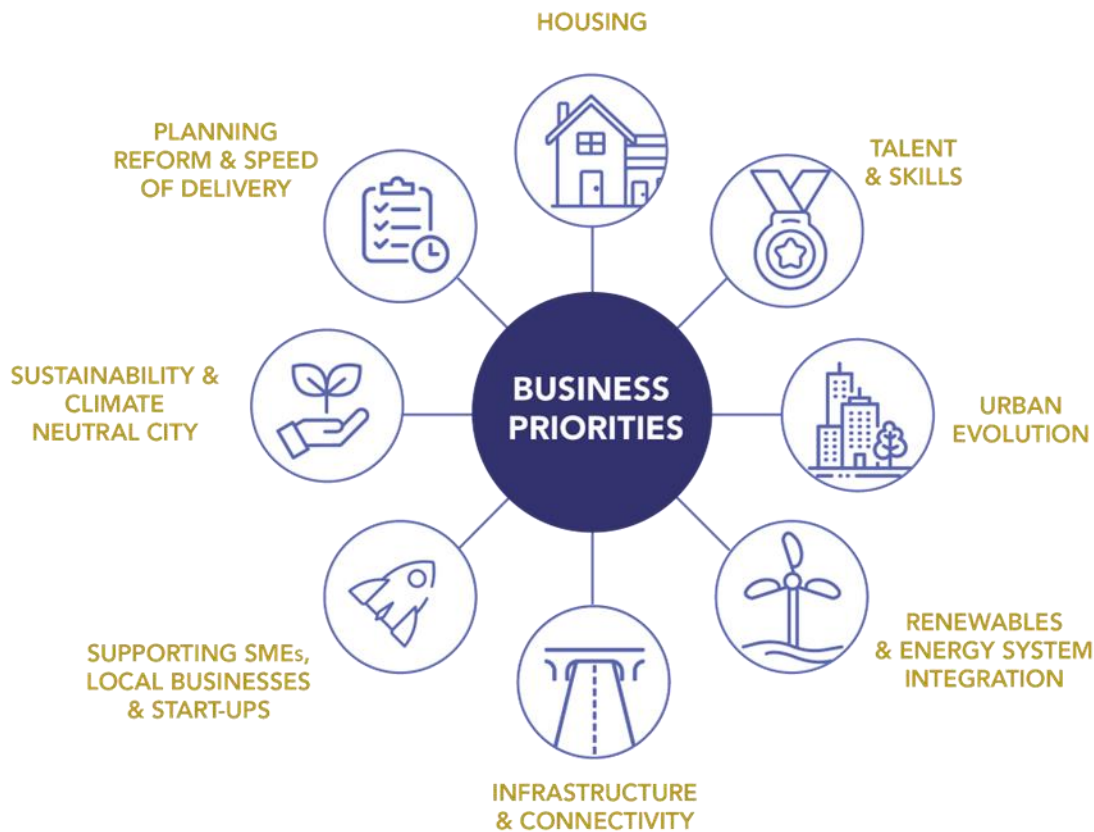 HOUSING
PLANNING
REFORM & SPEED
OF DELIVERY
TALENT
& SKILLS
SUSTAINABILITY &
CLIMATE
NEUTRAL CITY
BUSINESS
PRIORITIES
URBAN
EVOLUTION
SUPPORTING SMEs,
LOCAL BUSINESSES
& START-UPS
RENEWABLES
& ENERGY SYSTEM
INTEGRATION
INFRASTRUCTURE
& CONNECTIVITY